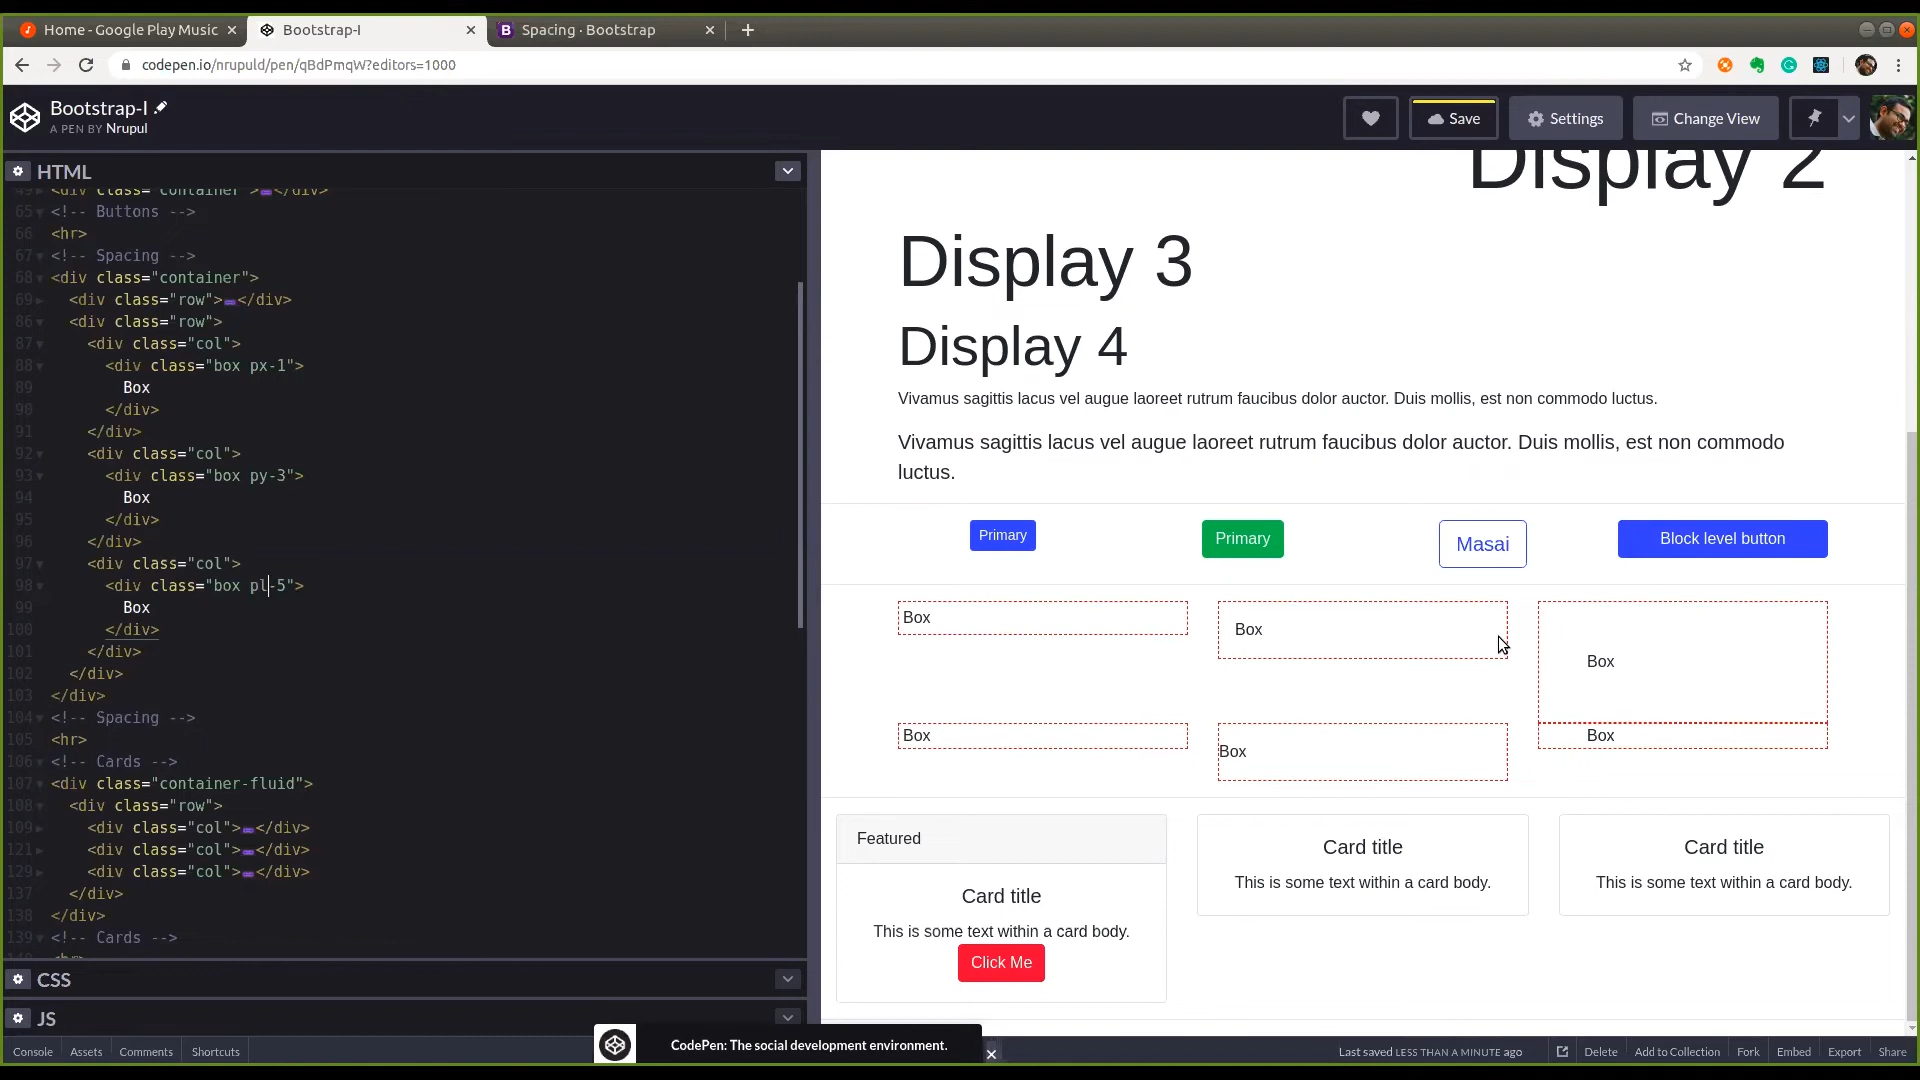 Home - Google Play Music
Bootstrap-I
Spacing · Bootstrap
codepen.io/nrupuld/pen/qBdPmqW?editors=1000
Bootstrap-I
A PEN BY Nrupul
Save
Settings
Change View
HTML
49 <div class="container">
</div>
65 <!-- Buttons -->
66 <hr>
67 <!-- Spacing -->
68 <div class="container">
69 <div class="row"></div>
86 <div class="row">
87 <div class="col">
88 <div class="box px-1">
89 Box
90 </div>
91 </div>
92 <div class="col">
93 <div class="box py-3">
94 Box
95 </div>
96 </div>
97 <div class="col">
98 <div class="box pl-5">
99 Box
100 </div>
101 </div>
102 </div>
103 </div>
104 <!-- Spacing -->
105 <hr>
106 <!-- Cards -->
107 <div class="container-fluid">
108 <div class="row">
109 <div class="col"></div>
121 <div class="col"></div>
129 <div class="col"></div>
137 </div>
138 </div>
139 <!-- Cards -->
CSS
JS
Display 2
Display 3
Display 4
Vivamus sagittis lacus vel augue laoreet rutrum faucibus dolor auctor. Duis mollis, est non commodo luctus.
Vivamus sagittis lacus vel augue laoreet rutrum faucibus dolor auctor. Duis mollis, est non commodo
luctus.
Primary
Primary
Masai
Block level button
Box
Box
Box
Box
Box
Box
Featured
Card title
This is some text within a card body.
Click Me
Card title
This is some text within a card body.
Card title
This is some text within a card body.
CodePen: The social development environment.
Console
Assets
Comments
Shortcuts
Last saved LESS THAN A MINUTE ago
Delete
Add to Collection
Fork
Embed
Export
Share